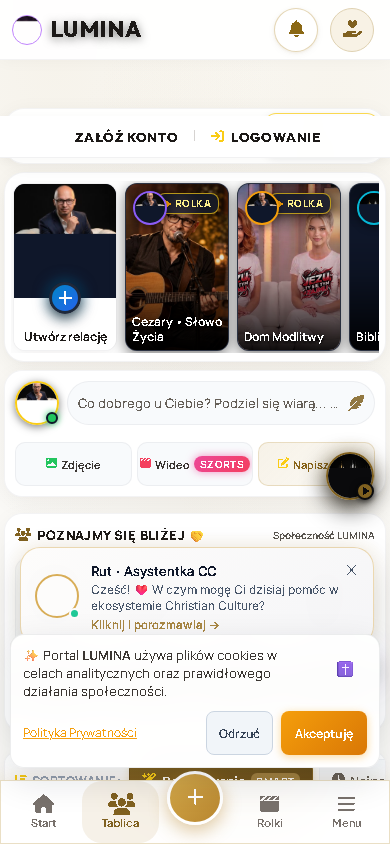 LUMINA
ZAŁÓŻ KONTO
LOGOWANIE
ROLKA
ROLKA
Utwórz relację
Cezary • Słowo
Życia
Dom Modlitwy
Bibli
Co dobrego u Ciebie? Podziel się wiarą... ...
Zdjęcie
Wideo SZORTS
Napisz
POZNAJMY SIĘ BLIŻEJ 🤝
Społeczność LUMINA
Rut • Asystentka CC
Cześć! ❤️ W czym mogę Ci dzisiaj pomóc w
ekosystemie Christian Culture?
Kliknij i porozmawiaj →
✨ Portal LUMINA używa plików cookies w
celach analitycznych oraz prawidłowego
działania społeczności.
Polityka Prywatności
Odrzuć
Akceptuję
SORTOWANIE:
Start
Tablica
Rolki
Menu